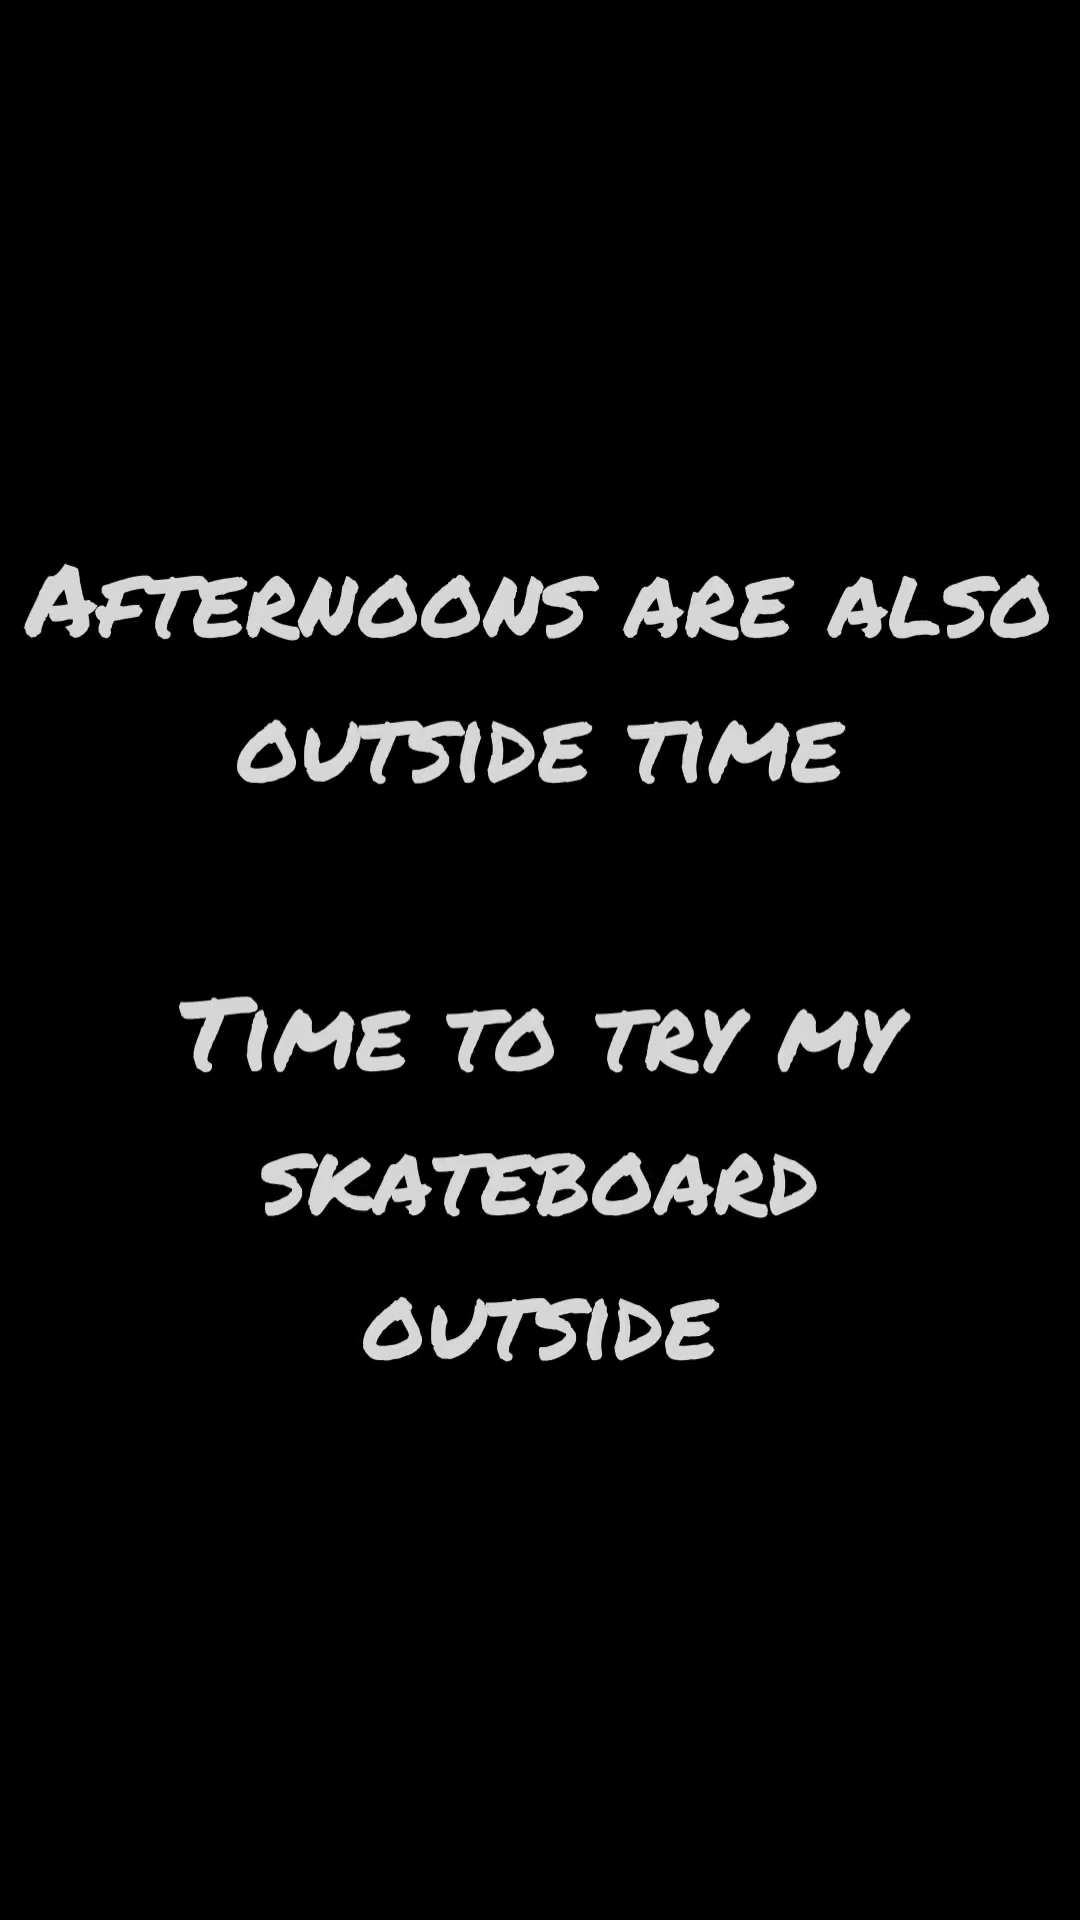 Afternoons are also
outside time
Time to try my
skateboard
outside